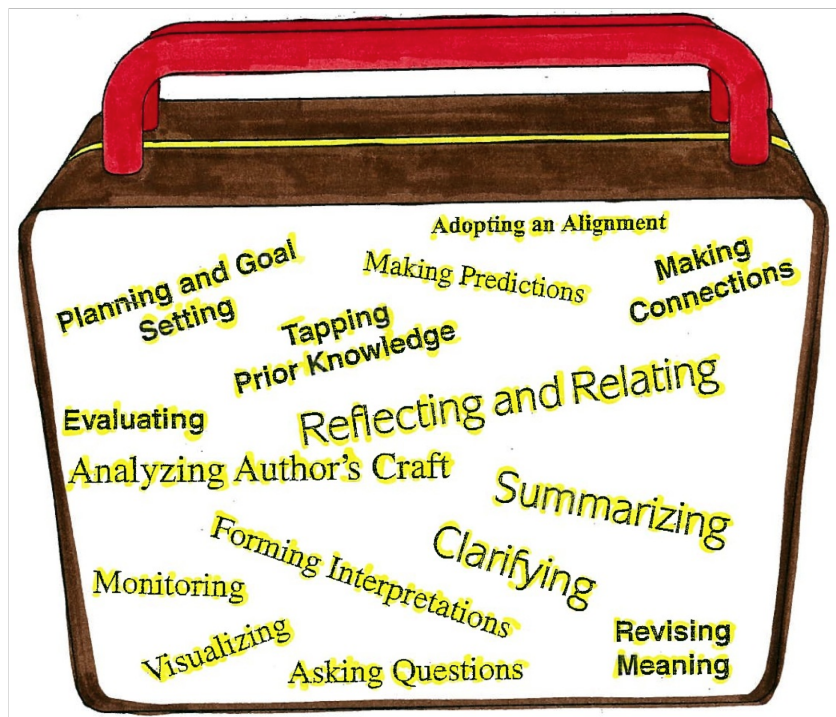 Adopting an Alignment
Planning and Goal
Setting
Making Predictions
Making
Connections
Tapping
Prior Knowledge
Evaluating
Reflecting and Relating
Analyzing Author's Craft
Summarizing
Clarifying
Forming Interpretations
Monitoring
Visualizing
Asking Questions
Revising
Meaning